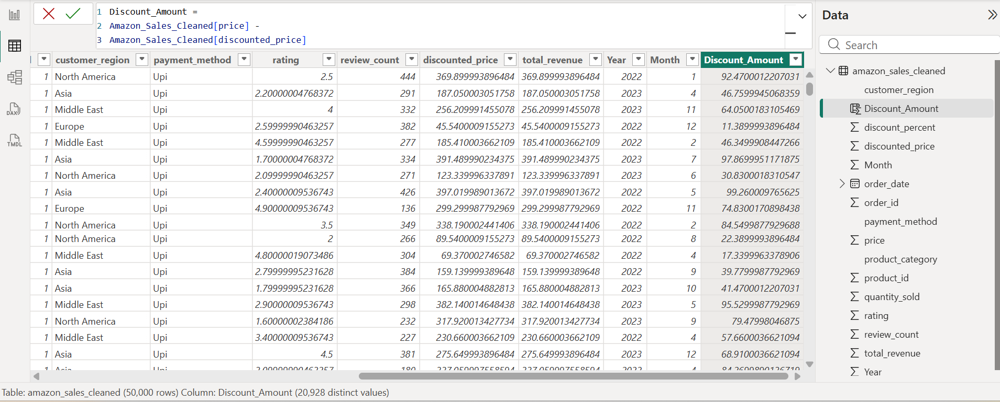 1 Discount_Amount =
2 Amazon_Sales_Cleaned[price] -
3 Amazon_Sales_Cleaned[discounted_price]
customer_region payment_method rating review_count discounted_price total_revenue Year Month Discount_Amount
1 North America Upi 2.5 444 369.899993896484 369.899993896484 2022 1 92.4700012207031
1 Asia Upi 2.20000004768372 291 187.050003051758 187.050003051758 2023 4 46.7599945068359
1 Middle East Upi 4 332 256.209991455078 256.209991455078 2023 11 64.0500183105469
1 Europe Upi 2.59999990463257 382 45.5400009155273 45.5400009155273 2022 12 11.3899993896484
1 Middle East Upi 4.59999990463257 277 185.410003662109 185.410003662109 2022 2 46.3499908447266
1 Asia Upi 1.70000004768372 334 391.489990234375 391.489990234375 2023 7 97.8699951171875
1 North America Upi 2.09999990463257 271 123.339996337891 123.339996337891 2023 6 30.8300018310547
1 Asia Upi 2.40000009536743 426 397.019989013672 397.019989013672 2022 5 99.260009765625
1 Europe Upi 4.90000009536743 136 299.299987792969 299.299987792969 2022 11 74.8300170898438
1 North America Upi 3.5 349 338.190002441406 338.190002441406 2022 2 84.5499877929688
1 North America Upi 2 266 89.5400009155273 89.5400009155273 2022 8 22.3899993896484
1 Middle East Upi 4.80000019073486 304 69.370002746582 69.370002746582 2022 4 17.3399963378906
1 Asia Upi 2.79999995231628 384 159.139999389648 159.139999389648 2022 9 39.7799987792969
1 Asia Upi 1.79999995231628 366 165.880004882813 165.880004882813 2023 10 41.4700012207031
1 Middle East Upi 2.90000009536743 298 382.140014648438 382.140014648438 2023 5 95.5299987792969
1 North America Upi 1.60000002384186 232 317.920013427734 317.920013427734 2023 9 79.47998046875
1 Middle East Upi 3.40000009536743 227 230.660003662109 230.660003662109 2022 4 57.6600036621094
1 Asia Upi 4.5 381 275.649993896484 275.649993896484 2023 12 68.9100036621094
Data
Search
amazon_sales_cleaned
customer_region
Discount_Amount
discount_percent
discounted_price
Month
order_date
order_id
payment_method
price
product_category
product_id
quantity_sold
rating
review_count
total_revenue
Year
DAX
TMDL
Table: amazon_sales_cleaned (50,000 rows) Column: Discount_Amount (20,928 distinct values)